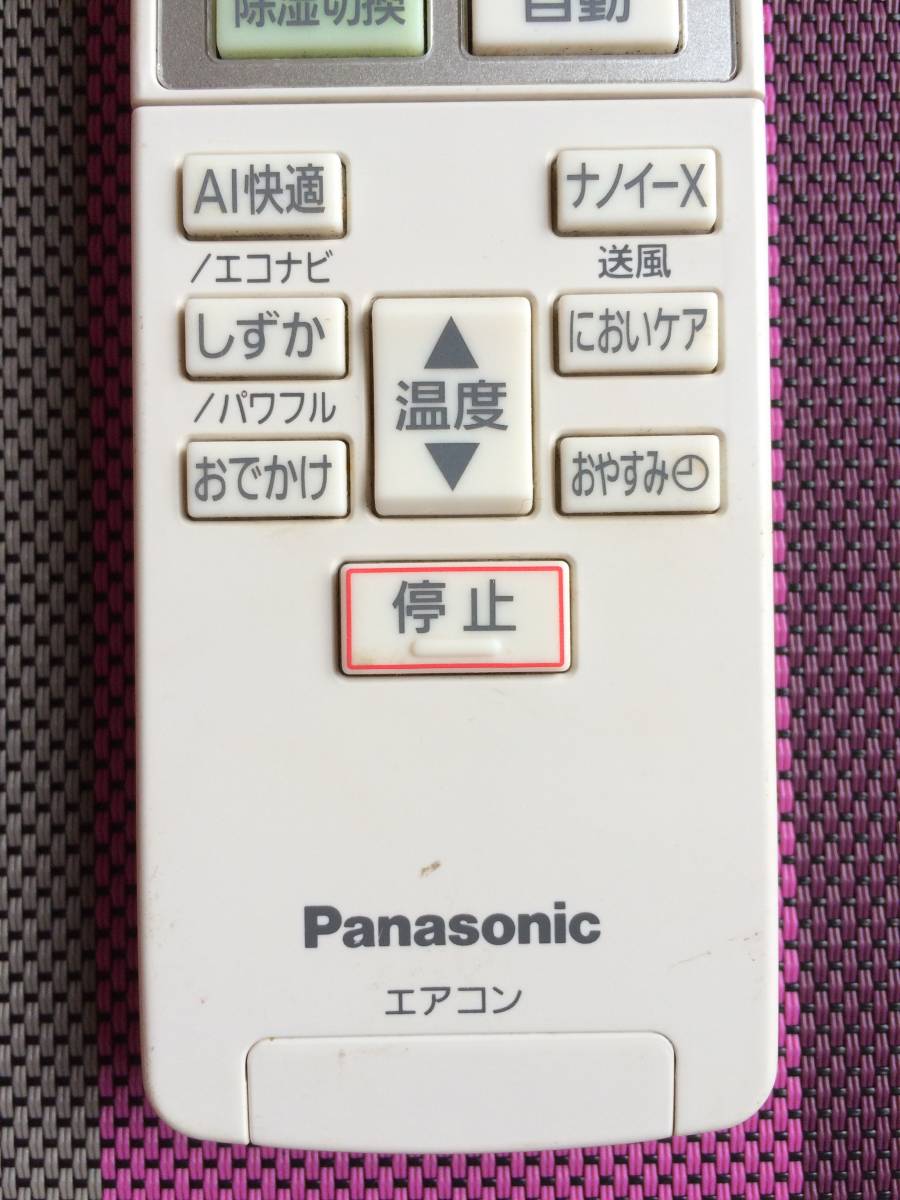 除湿切換
自動
AI快適
ナノイーX
/エコナビ
送風
しずか
温度
においケア
/パワフル
おでかけ
おやすみ
停止
Panasonic
エアコン